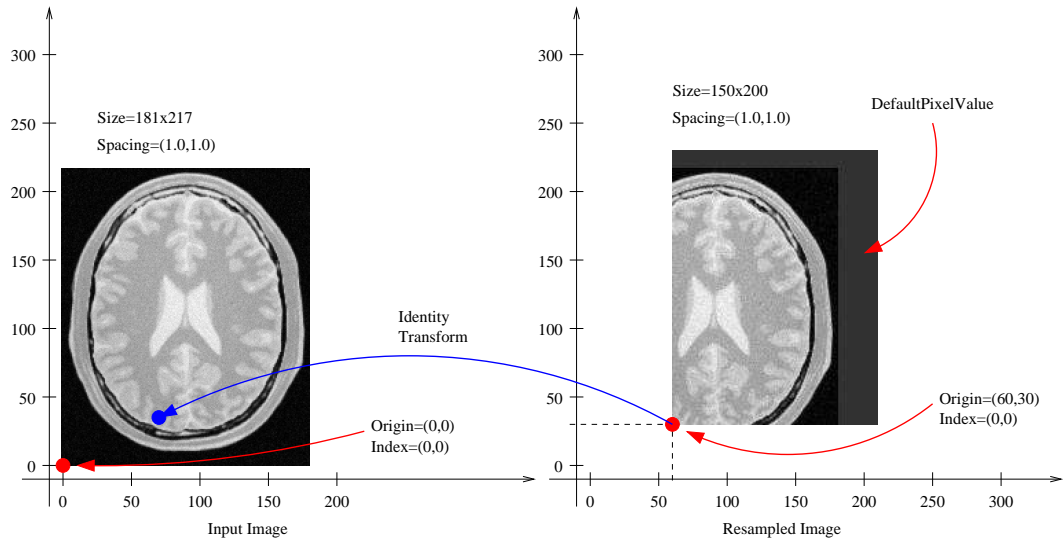 300
250
200
150
100
50
0
Size=181x217
Spacing=(1.0,1.0)
Identity
Transform
Origin=(0,0)
Index=(0,0)
0
50
100
150
200
Input Image
300
250
200
150
100
50
0
Size=150x200
Spacing=(1.0,1.0)
DefaultPixelValue
Origin=(60,30)
Index=(0,0)
0
50
100
150
200
250
300
Resampled Image